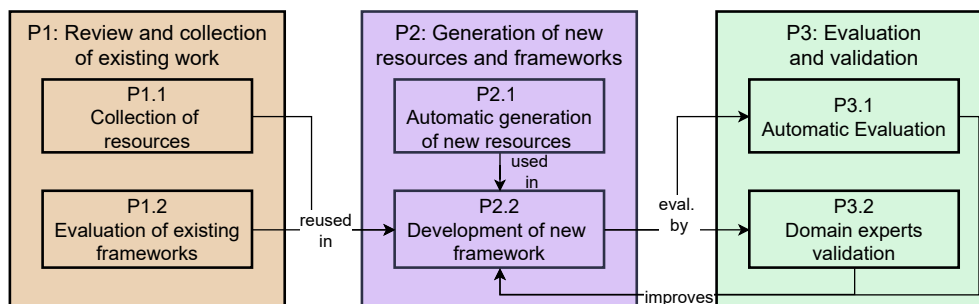 P1: Review and collection
of existing work
P1.1
Collection of
resources
P1.2
Evaluation of existing
frameworks
reused
in
P2: Generation of new
resources and frameworks
P2.1
Automatic generation
of new resources
used
in
P2.2
Development of new
framework
eval.
by
P3: Evaluation
and validation
P3.1
Automatic Evaluation
P3.2
Domain experts
validation
improves